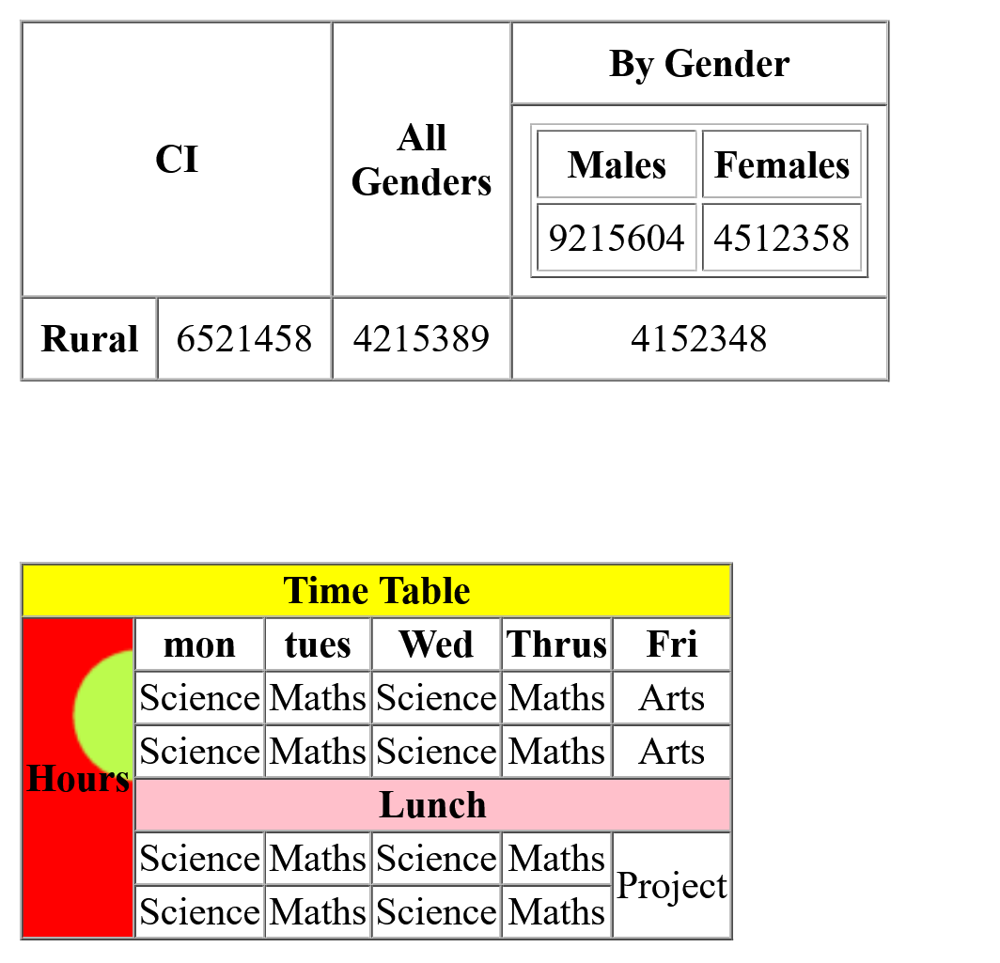 By Gender
CI
All
Genders
Males Females
9215604 4512358
Rural 6521458 4215389 4152348
Time Table
Hours
mon tues Wed Thrus Fri
Science Maths Science Maths Arts
Science Maths Science Maths Arts
Lunch
Science Maths Science Maths Project
Science Maths Science Maths